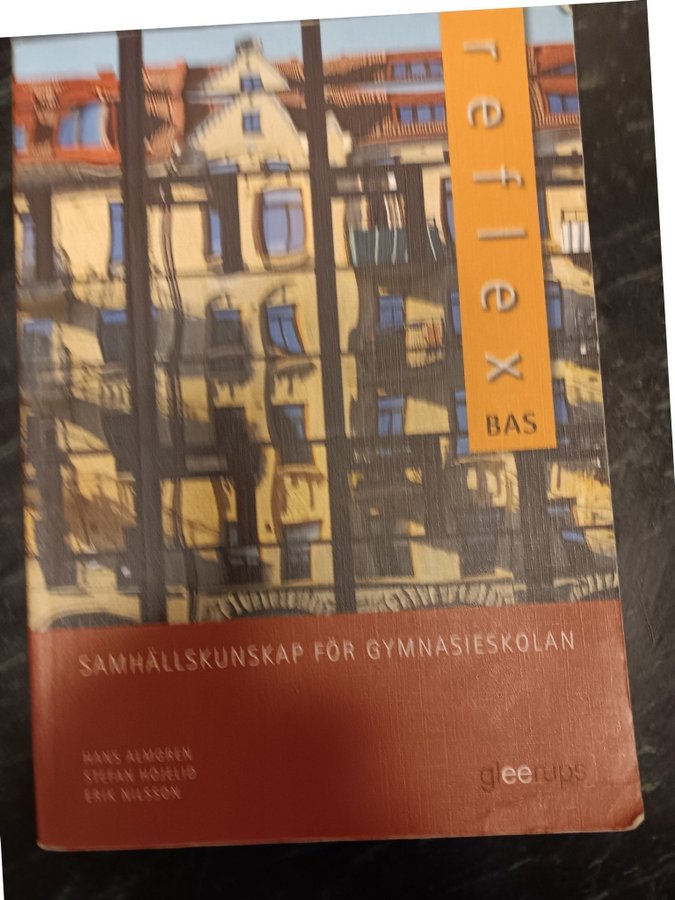 reflex
BAS
SAMHÄLLSKUNSKAP FÖR GYMNASIESKOLAN
HANS ALMGREN
STEFAN HÖJELID
ERIK NILSSON
gleerups